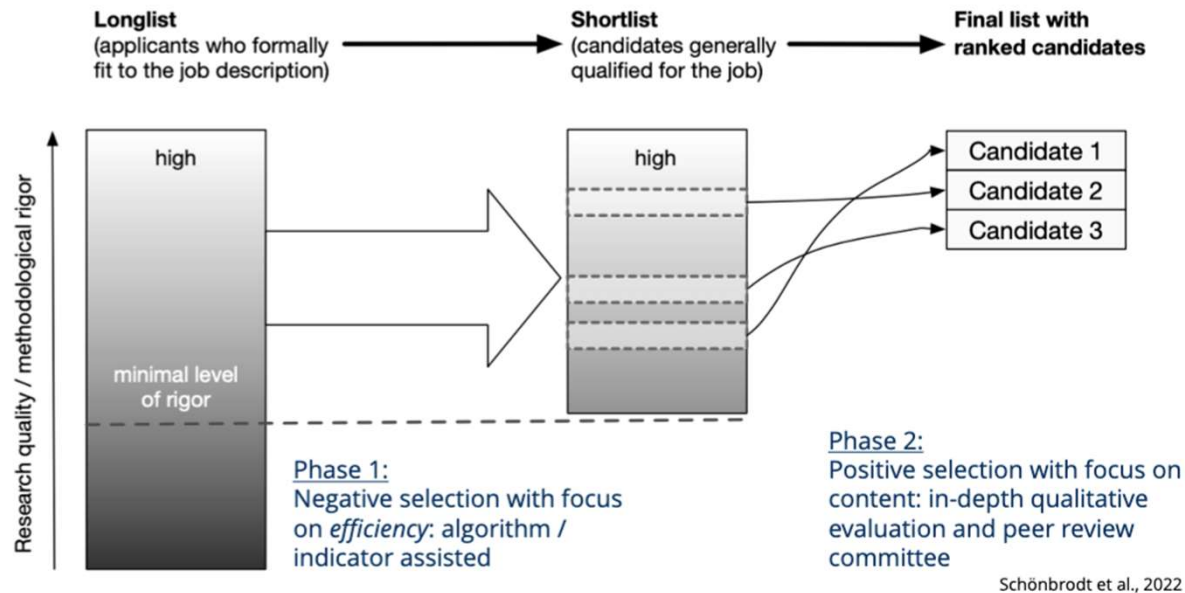 Longlist
(applicants who formally
fit to the job description)
Shortlist
(candidates generally
qualified for the job)
Final list with
ranked candidates
Research quality / methodological rigor
high
minimal level
of rigor
high
Candidate 1
Candidate 2
Candidate 3
Phase 1:
Negative selection with focus
on efficiency: algorithm /
indicator assisted
Phase 2:
Positive selection with focus on
content: in-depth qualitative
evaluation and peer review
committee
Schönbrodt et al., 2022